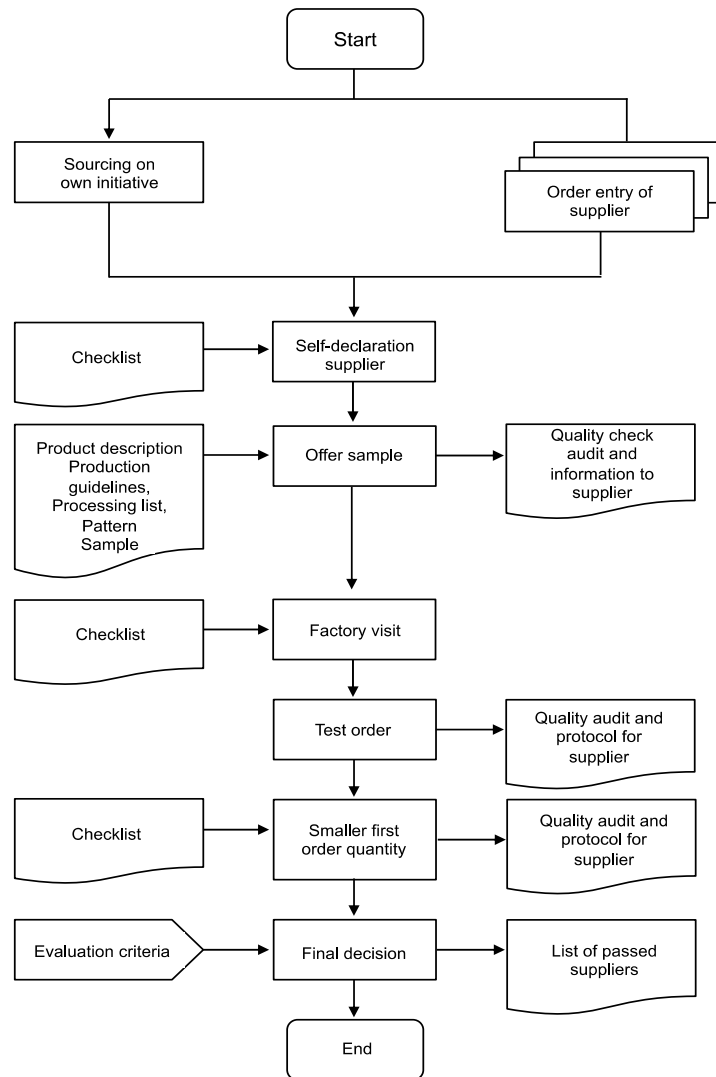 Start
Sourcing on
own initiative
Order entry of
supplier
Checklist
Self-declaration
supplier
Product description
Production
guidelines,
Processing list,
Pattern
Sample
Offer sample
Quality check
audit and
information to
supplier
Checklist
Factory visit
Test order
Quality audit and
protocol for
supplier
Checklist
Smaller first
order quantity
Quality audit and
protocol for
supplier
Evaluation criteria
Final decision
List of passed
suppliers
End